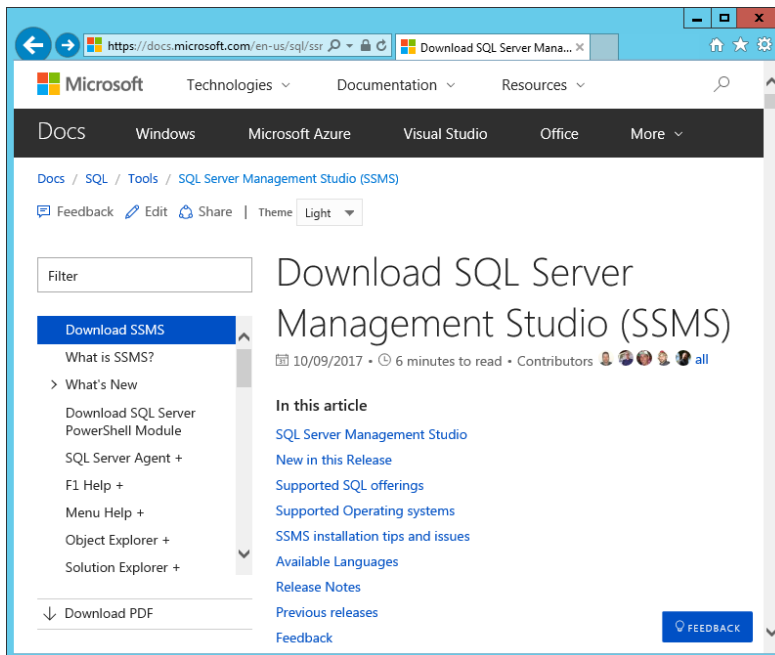 https://docs.microsoft.com/en-us/sql/ssr
Download SQL Server Mana...
Microsoft
Technologies
Documentation
Resources
Docs
Windows
Microsoft Azure
Visual Studio
Office
More
Docs / SQL / Tools / SQL Server Management Studio (SSMS)
Feedback
Edit
Share | Theme
Light
Filter
Download SSMS
What is SSMS?
What's New
Download SQL Server
PowerShell Module
SQL Server Agent +
F1 Help +
Menu Help +
Object Explorer +
Solution Explorer +
Download PDF
Download SQL Server
Management Studio (SSMS)
10/09/2017 • 6 minutes to read • Contributors all
In this article
SQL Server Management Studio
New in this Release
Supported SQL offerings
Supported Operating systems
SSMS installation tips and issues
Available Languages
Release Notes
Previous releases
Feedback
FEEDBACK